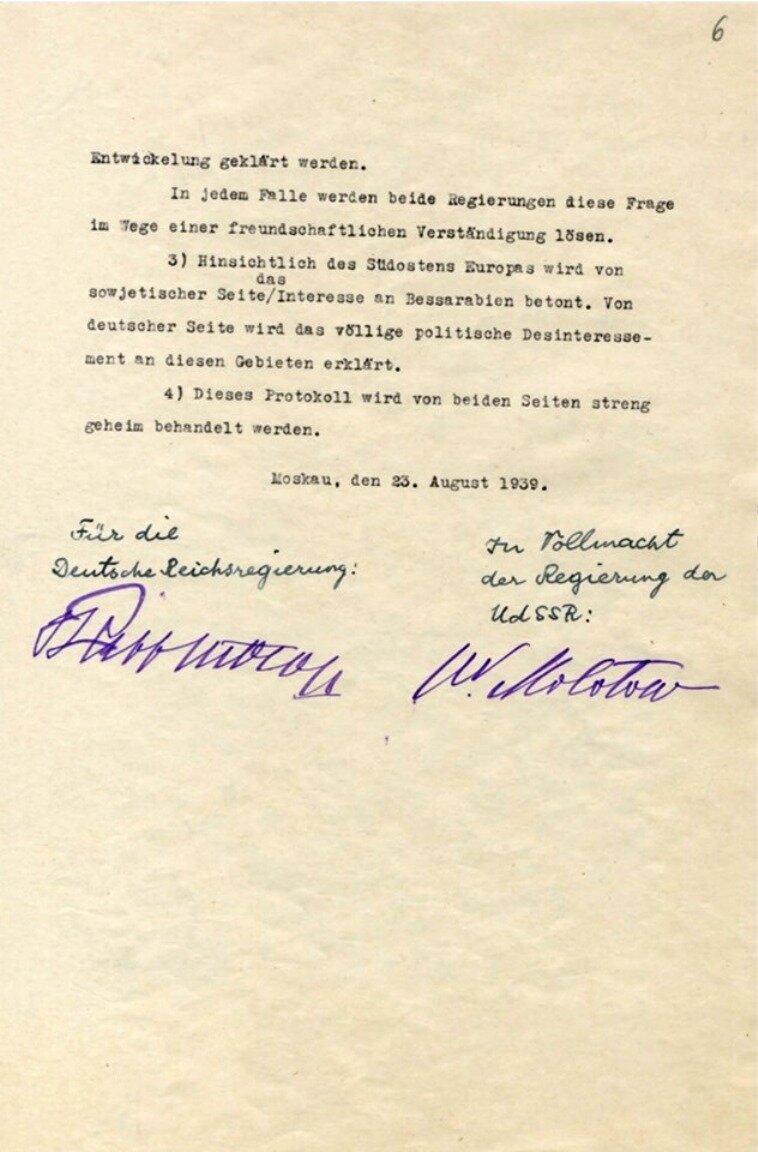 6
Entwickelung geklärt werden.
In jedem Falle werden beide Regierungen diese Frage
im Wege einer freundschaftlichen Verständigung lösen.
3) Hinsichtlich des Südostens Europas wird von
das
sowjetischer Seite/Interesse an Bessarabien betont. Von
deutscher Seite wird das völlige politische Desinteresse-
ment an diesen Gebieten erklärt.
4) Dieses Protokoll wird von beiden Seiten streng
geheim behandelt werden.
Moskau, den 23. August 1939.
Für die
Deutsche Reichsregierung:
Ribbentrop
In Vollmacht
der Regierung der
UdSSR:
W. Molotow